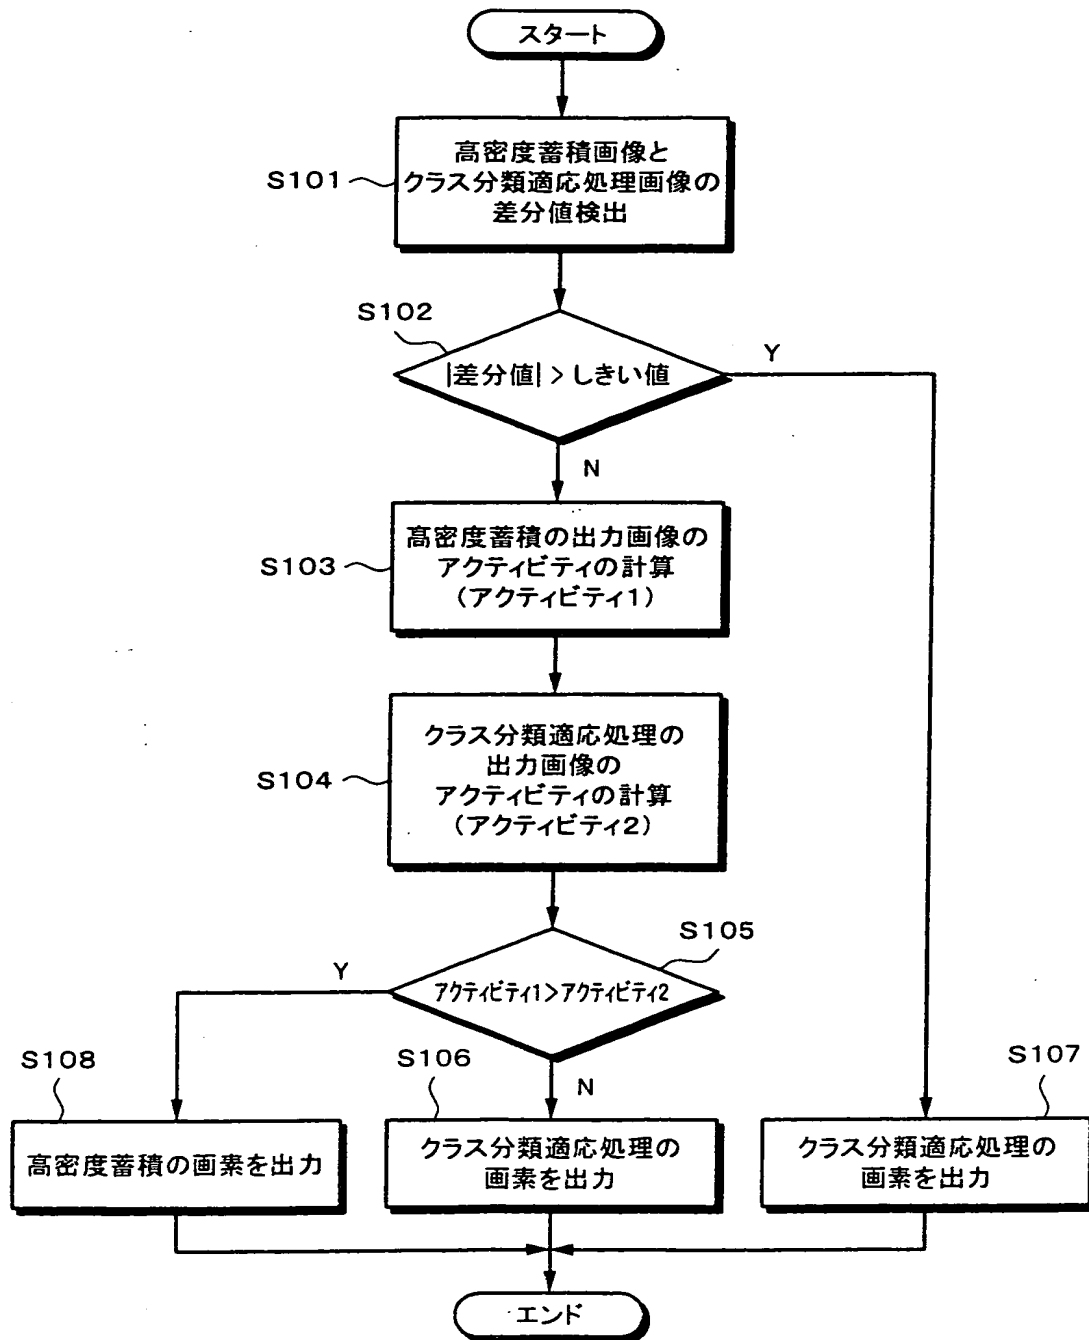 スタート
S101
高密度蓄積画像と
クラス分類適応処理画像の
差分値検出
S102
|差分値| > しきい値
Y
N
S103
高密度蓄積の出力画像の
アクティビティの計算
(アクティビティ1)
S104
クラス分類適応処理の
出力画像の
アクティビティの計算
(アクティビティ2)
S105
アクティビティ1>アクティビティ2
Y
N
S108
高密度蓄積の画素を出力
S106
クラス分類適応処理の
画素を出力
S107
クラス分類適応処理の
画素を出力
エンド